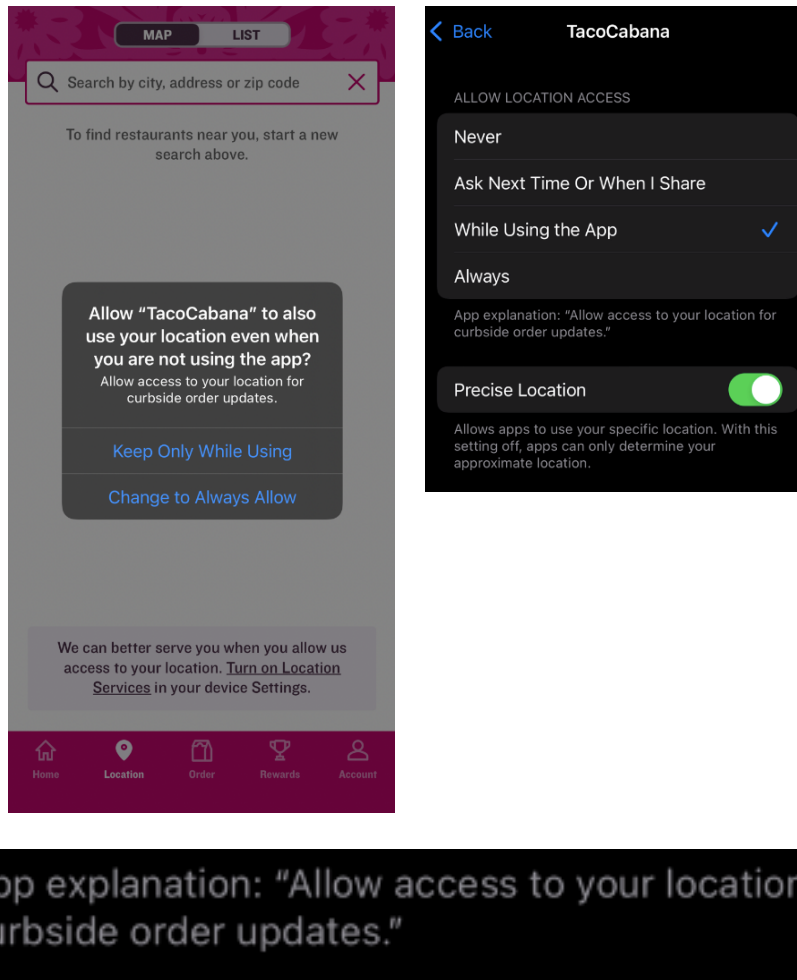 MAP LIST
Search by city, address or zip code
To find restaurants near you, start a new
search above.
Allow “TacoCabana” to also
use your location even when
you are not using the app?
Allow access to your location for
curbside order updates.
Keep Only While Using
Change to Always Allow
We can better serve you when you allow us
access to your location. Turn on Location
Services in your device Settings.
Home Location Order Rewards Account
Back TacoCabana
ALLOW LOCATION ACCESS
Never
Ask Next Time Or When I Share
While Using the App
Always
App explanation: “Allow access to your location for
curbside order updates.”
Precise Location
Allows apps to use your specific location. With this
setting off, apps can only determine your
approximate location.
pp explanation: “Allow access to your location
urbside order updates.”